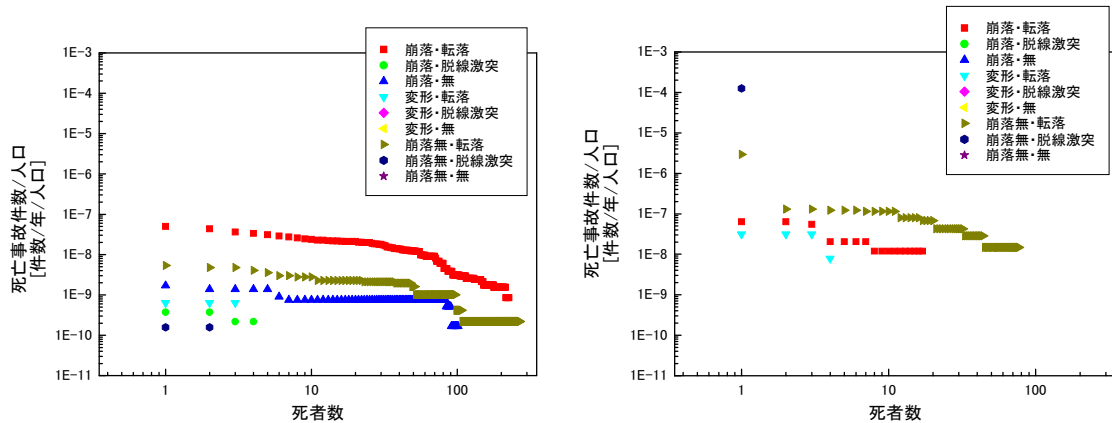 死亡事故件数/人口
[件数/年/人口]
1E-3
1E-4
1E-5
1E-6
1E-7
1E-8
1E-9
1E-10
1E-11
崩落・転落
崩落・脱線激突
崩落・無
変形・転落
変形・脱線激突
変形・無
崩落無・転落
崩落無・脱線激突
崩落無・無
1
10
100
死者数
死亡事故件数/人口
[件数/年/人口]
1E-3
1E-4
1E-5
1E-6
1E-7
1E-8
1E-9
1E-10
1E-11
崩落・転落
崩落・脱線激突
崩落・無
変形・転落
変形・脱線激突
変形・無
崩落無・転落
崩落無・脱線激突
崩落無・無
1
10
100
死者数